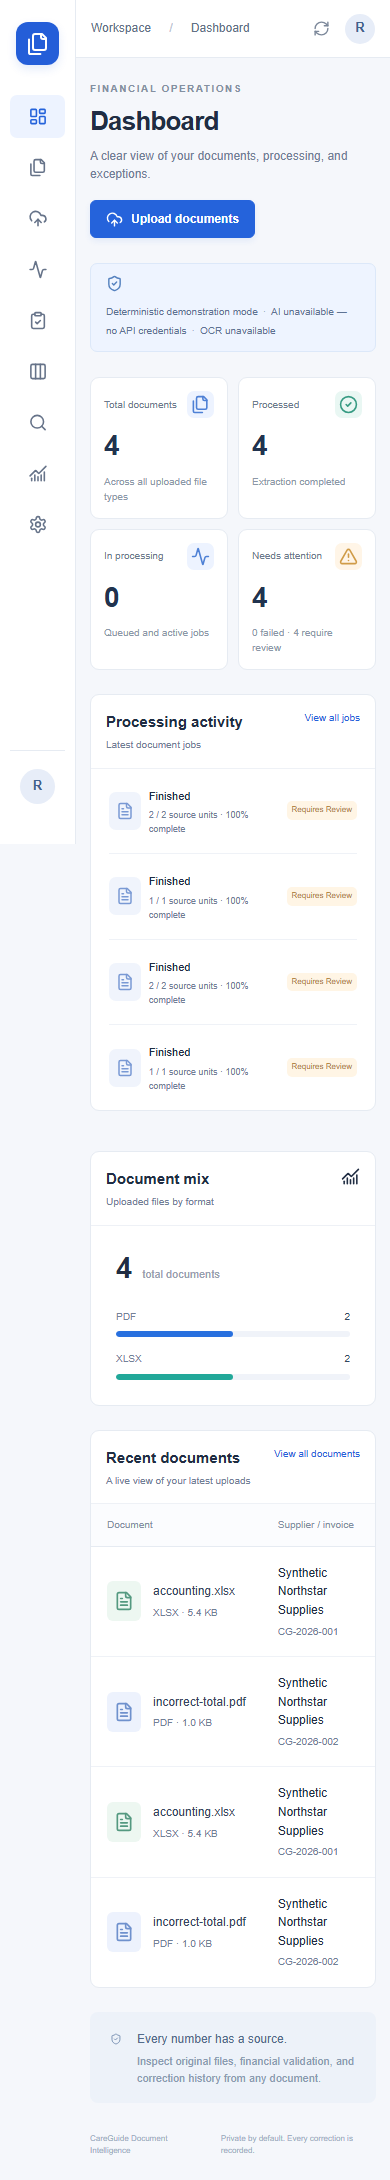 Workspace / Dashboard
R
FINANCIAL OPERATIONS
Dashboard
A clear view of your documents, processing, and
exceptions.
Upload documents
Deterministic demonstration mode · AI unavailable —
no API credentials · OCR unavailable
Total documents
4
Across all uploaded file
types
Processed
4
Extraction completed
In processing
0
Queued and active jobs
Needs attention
4
0 failed · 4 require
review
Processing activity
View all jobs
Latest document jobs
R
Finished
2 / 2 source units · 100%
complete
Requires Review
Finished
1 / 1 source units · 100%
complete
Requires Review
Finished
2 / 2 source units · 100%
complete
Requires Review
Finished
1 / 1 source units · 100%
complete
Requires Review
Document mix
Uploaded files by format
4 total documents
PDF 2
XLSX 2
Recent documents
View all documents
A live view of your latest uploads
Document
Supplier / invoice
accounting.xlsx
XLSX · 5.4 KB
Synthetic
Northstar
Supplies
CG-2026-001
incorrect-total.pdf
PDF · 1.0 KB
Synthetic
Northstar
Supplies
CG-2026-002
accounting.xlsx
XLSX · 5.4 KB
Synthetic
Northstar
Supplies
CG-2026-001
incorrect-total.pdf
PDF · 1.0 KB
Synthetic
Northstar
Supplies
CG-2026-002
Every number has a source.
Inspect original files, financial validation, and
correction history from any document.
CareGuide Document
Intelligence
Private by default. Every correction is
recorded.